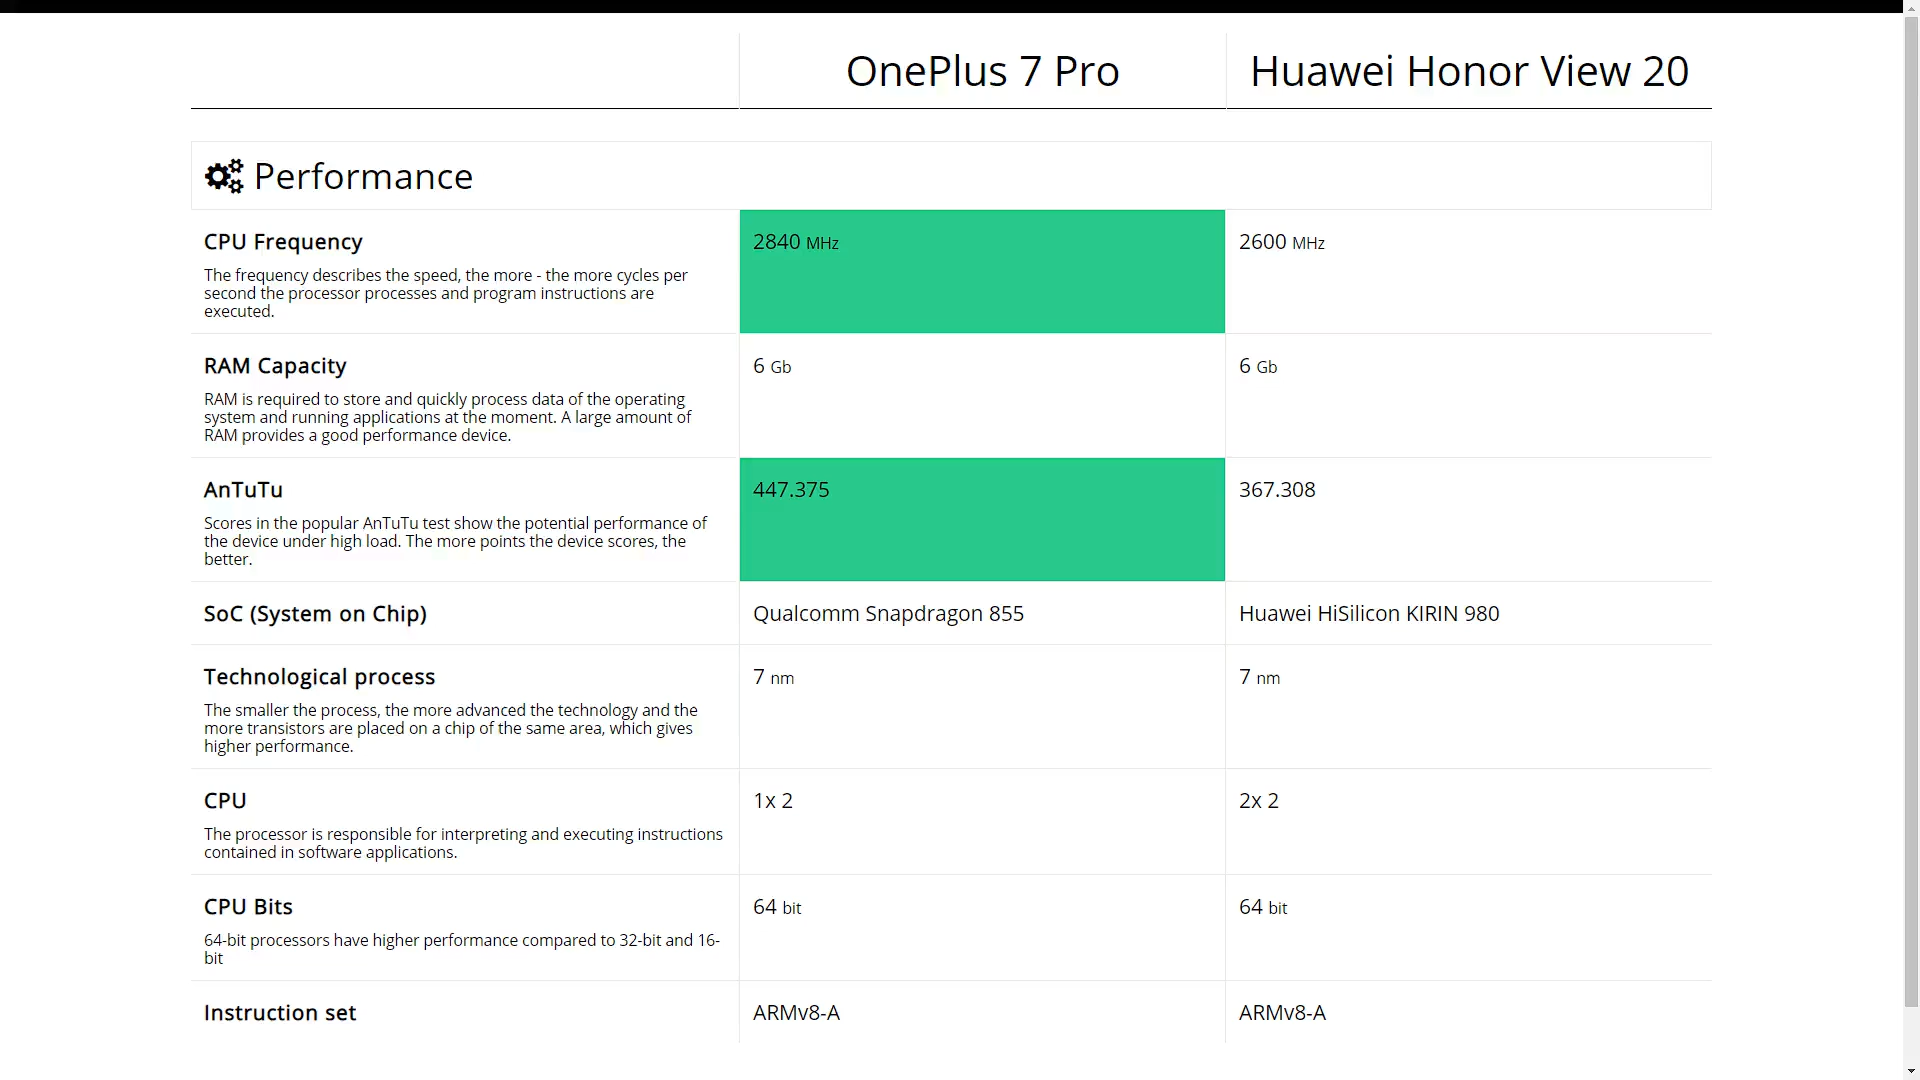 OnePlus 7 Pro
Huawei Honor View 20
Performance
CPU Frequency
The frequency describes the speed, the more - the more cycles per
second the processor processes and program instructions are
executed.
2840 MHz
2600 MHz
RAM Capacity
RAM is required to store and quickly process data of the operating
system and running applications at the moment. A large amount of
RAM provides a good performance device.
6 Gb
6 Gb
AnTuTu
Scores in the popular AnTuTu test show the potential performance of
the device under high load. The more points the device scores, the
better.
447.375
367.308
SoC (System on Chip)
Qualcomm Snapdragon 855
Huawei HiSilicon KIRIN 980
Technological process
The smaller the process, the more advanced the technology and the
more transistors are placed on a chip of the same area, which gives
higher performance.
7 nm
7 nm
CPU
The processor is responsible for interpreting and executing instructions
contained in software applications.
1x 2
2x 2
CPU Bits
64-bit processors have higher performance compared to 32-bit and 16-
bit
64 bit
64 bit
Instruction set
ARMv8-A
ARMv8-A